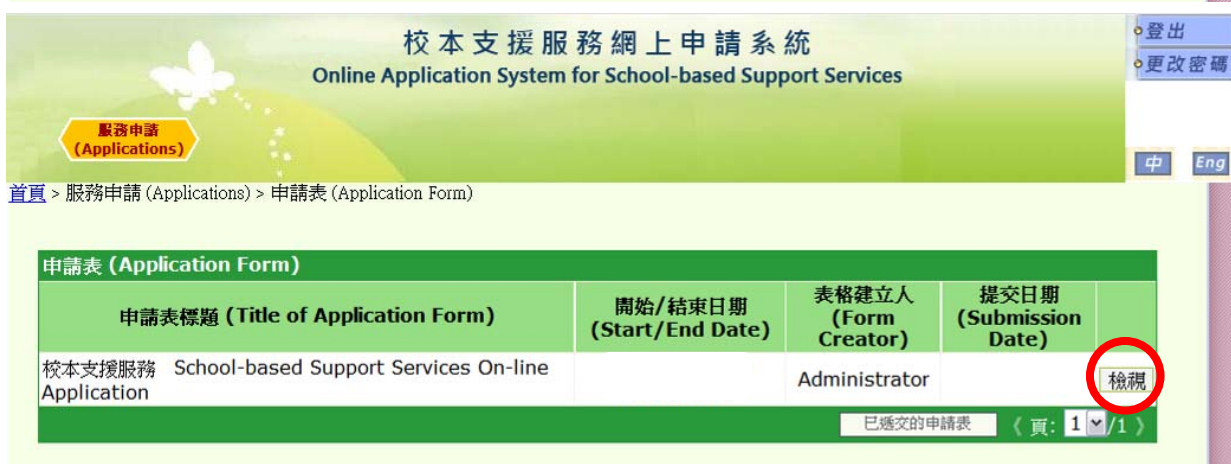 校本支援服務網上申請系統
Online Application System for School-based Support Services
登出
更改密碼
服務申請
(Applications)
中 Eng
首頁 > 服務申請 (Applications) > 申請表 (Application Form)
申請表 (Application Form)
申請表標題 (Title of Application Form)
開始/結束日期
(Start/End Date)
表格建立人
(Form
Creator)
提交日期
(Submission
Date)
校本支援服務 School-based Support Services On-line
Application
Administrator
檢視
已遞交的申請表 《 頁: 1 /1 》